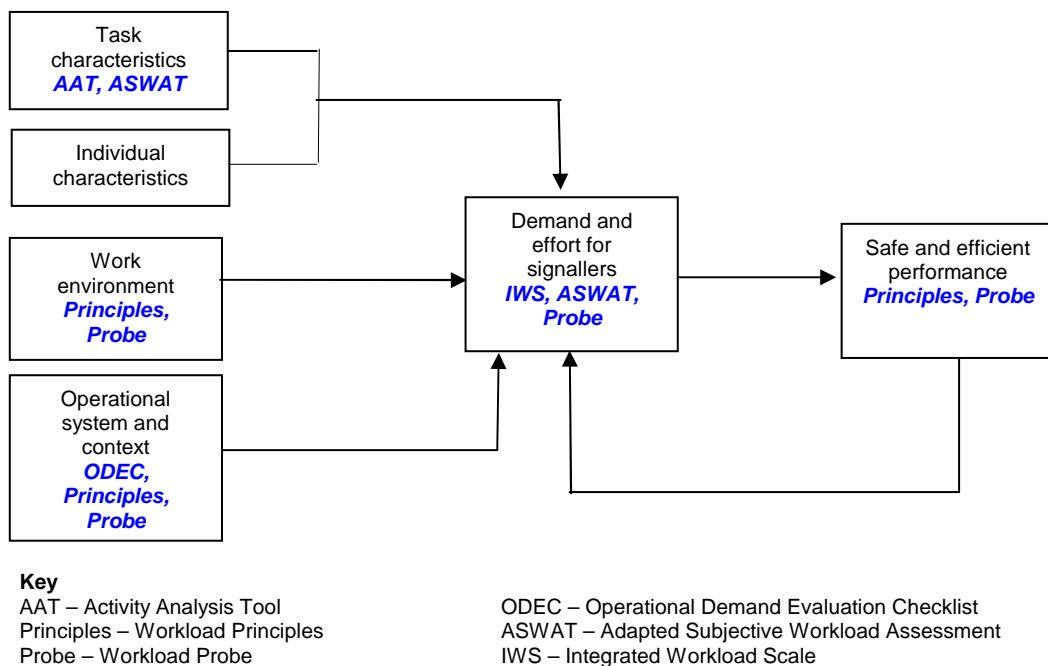 Task
characteristics
AAT, ASWAT
Individual
characteristics
Work
environment
Principles,
Probe
Operational
system and
context
ODEC,
Principles,
Probe
Demand and
effort for
signallers
IWS, ASWAT,
Probe
Safe and efficient
performance
Principles, Probe
Key
AAT – Activity Analysis Tool
Principles – Workload Principles
Probe – Workload Probe
ODEC – Operational Demand Evaluation Checklist
ASWAT – Adapted Subjective Workload Assessment
IWS – Integrated Workload Scale